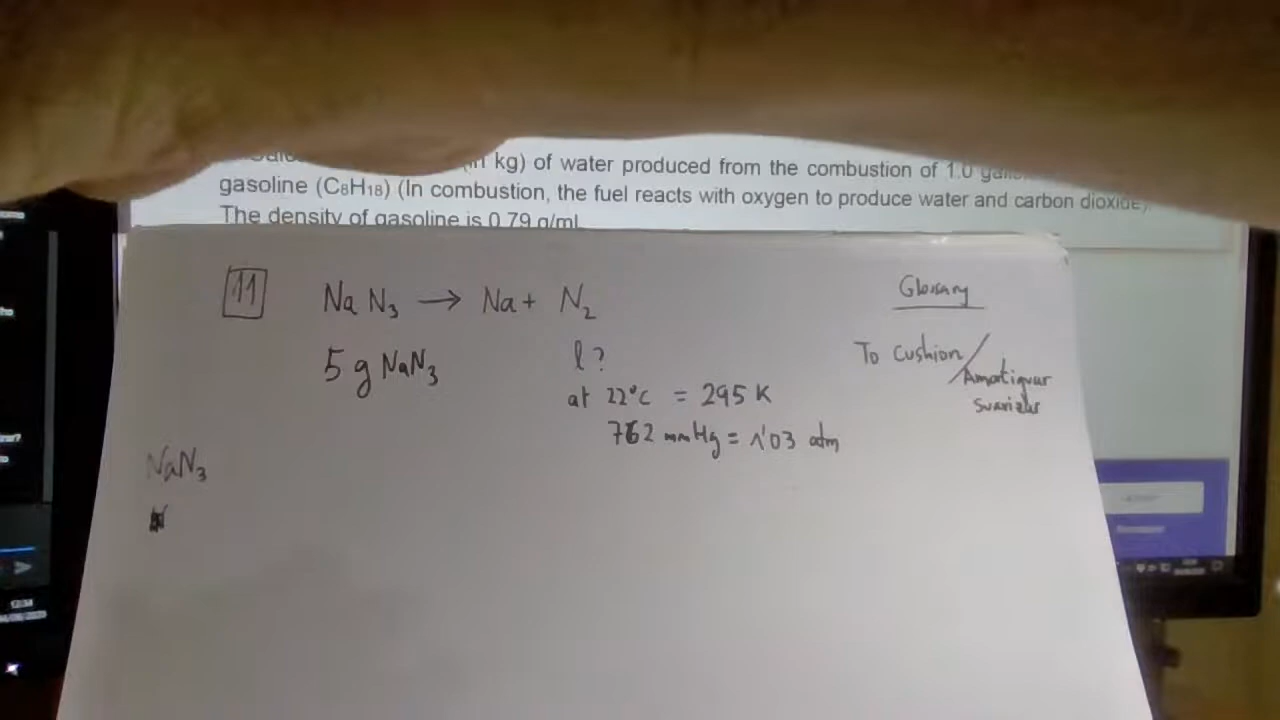 kg) of water produced from the combustion of 1.0
gasoline (C8H18) (In combustion, the fuel reacts with oxygen to produce water and carbon dioxide).
The density of gasoline is 0.79 g/ml
11 NaN3 → Na + N2
5 g NaN3 l?
at 22°C = 295 K
762 mmHg = 1'03 atm
NaN3
Glossary
To Cushion / Amortiguar
suavizar